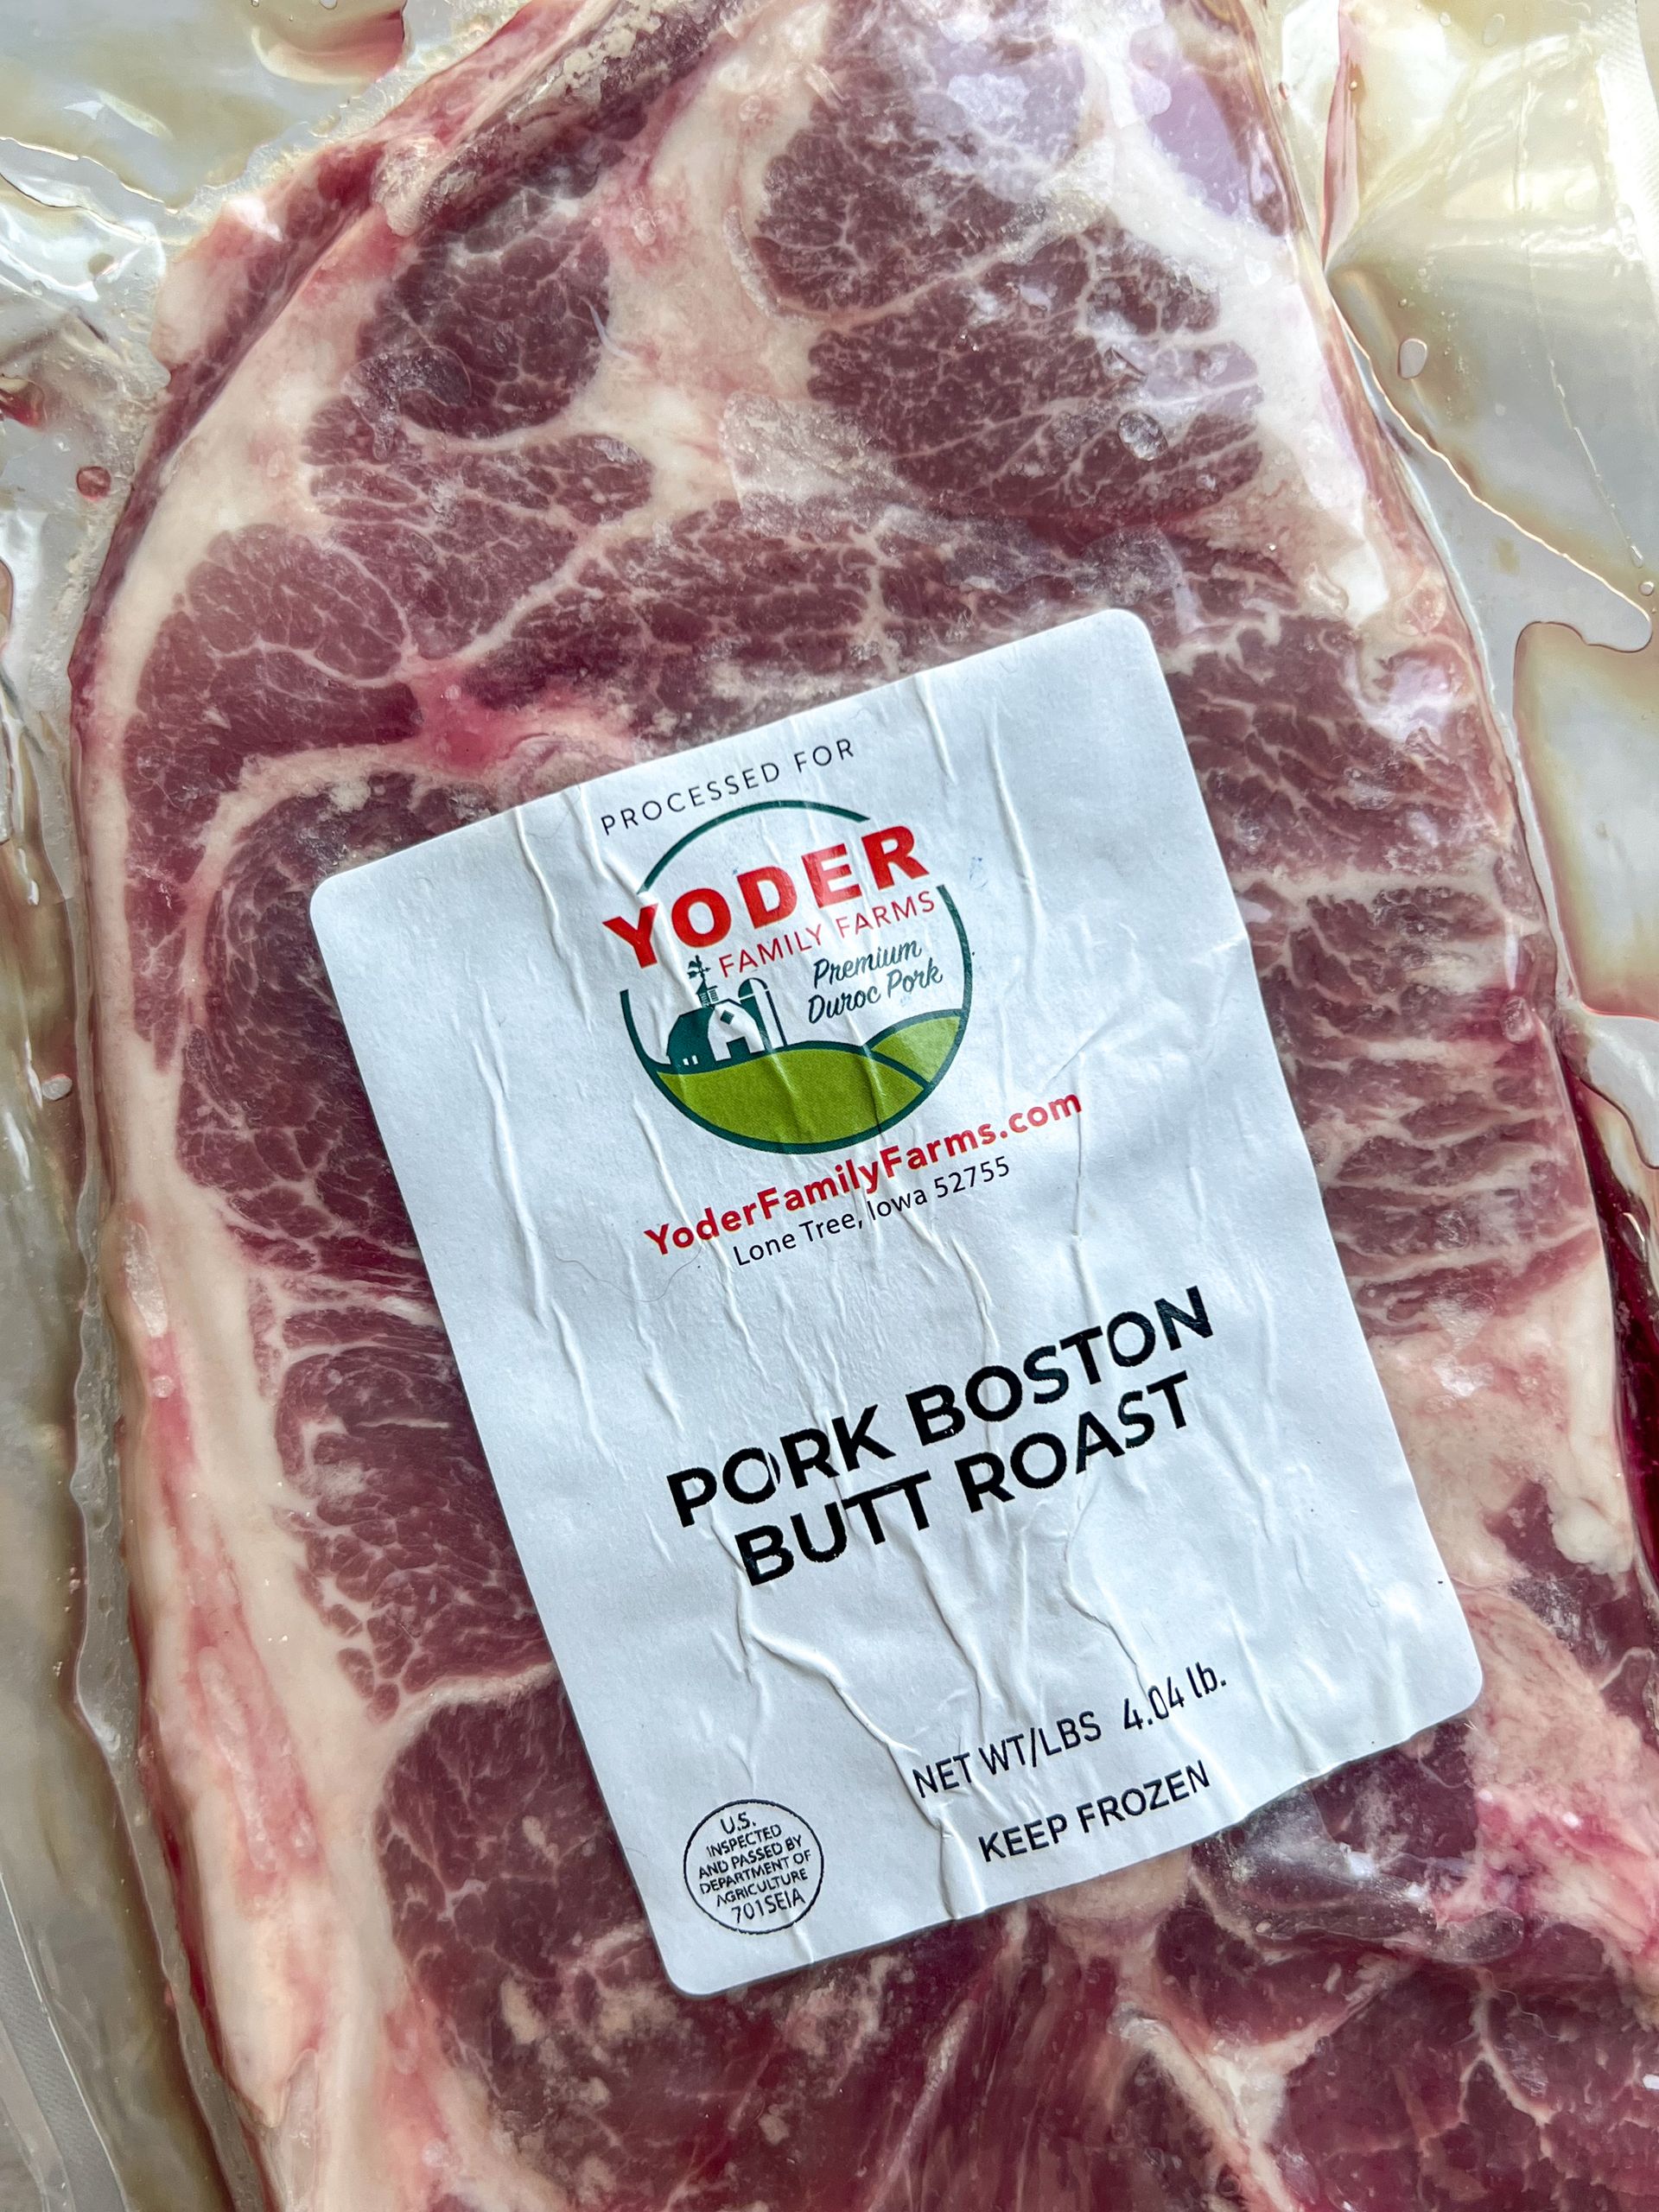 PROCESSED FOR
YODER
FAMILY FARMS
Premium
Duroc Pork
YoderFamilyFarms.com
Lone Tree, Iowa 52755
PORK BOSTON
BUTT ROAST
NET WT/LBS 4.04 lb.
KEEP FROZEN
U.S.
INSPECTED
AND PASSED BY
DEPARTMENT OF
AGRICULTURE
701SEIA